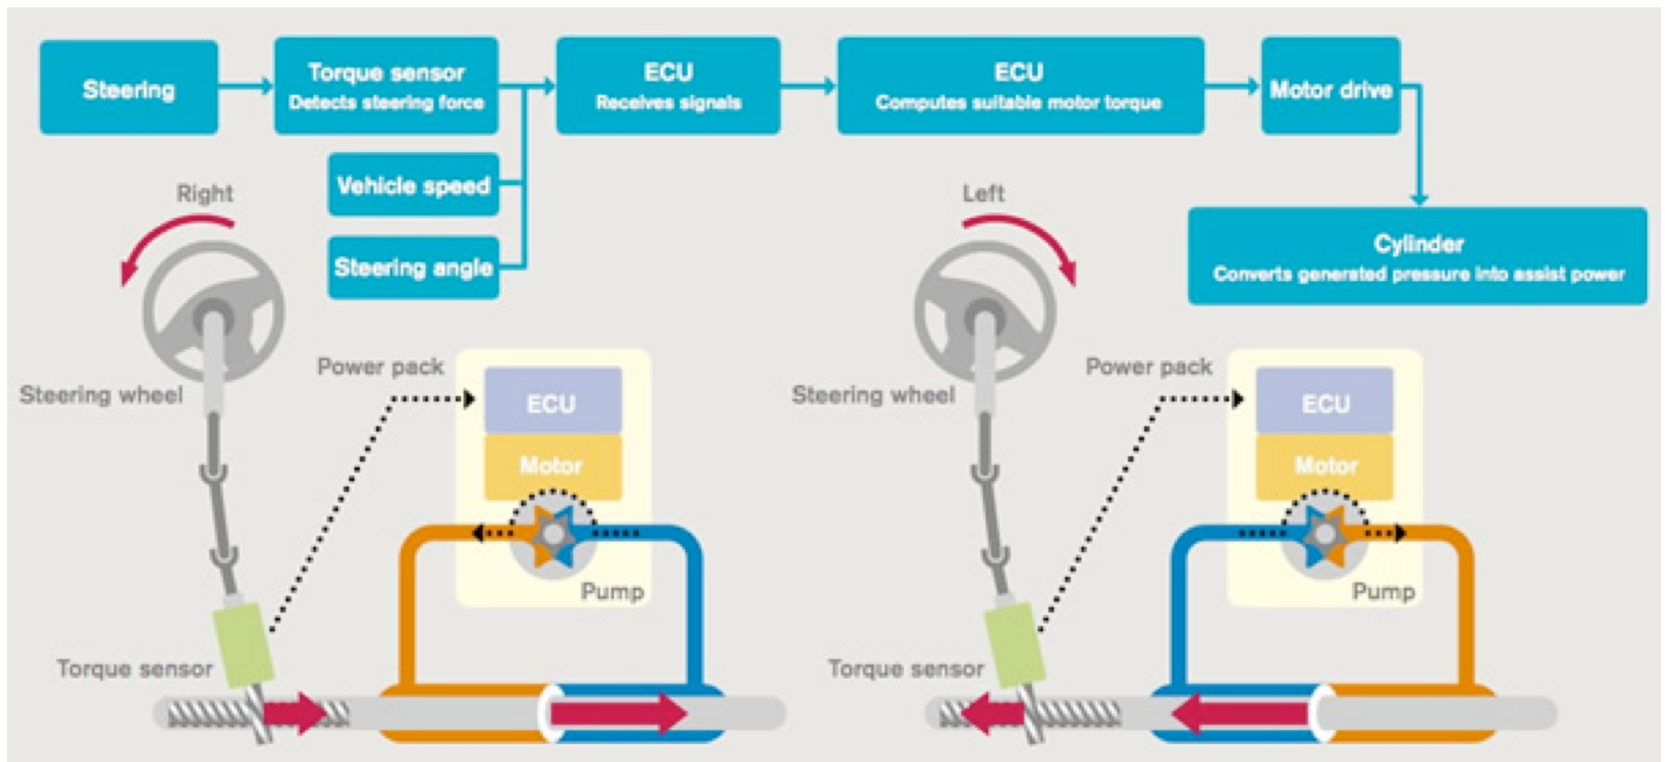 Steering
Torque sensor
Detects steering force
ECU
Receives signals
ECU
Computes suitable motor torque
Motor drive
Vehicle speed
Steering angle
Cylinder
Converts generated pressure into assist power
Right
Steering wheel
Power pack
ECU
Motor
Pump
Torque sensor
Left
Steering wheel
Power pack
ECU
Motor
Pump
Torque sensor